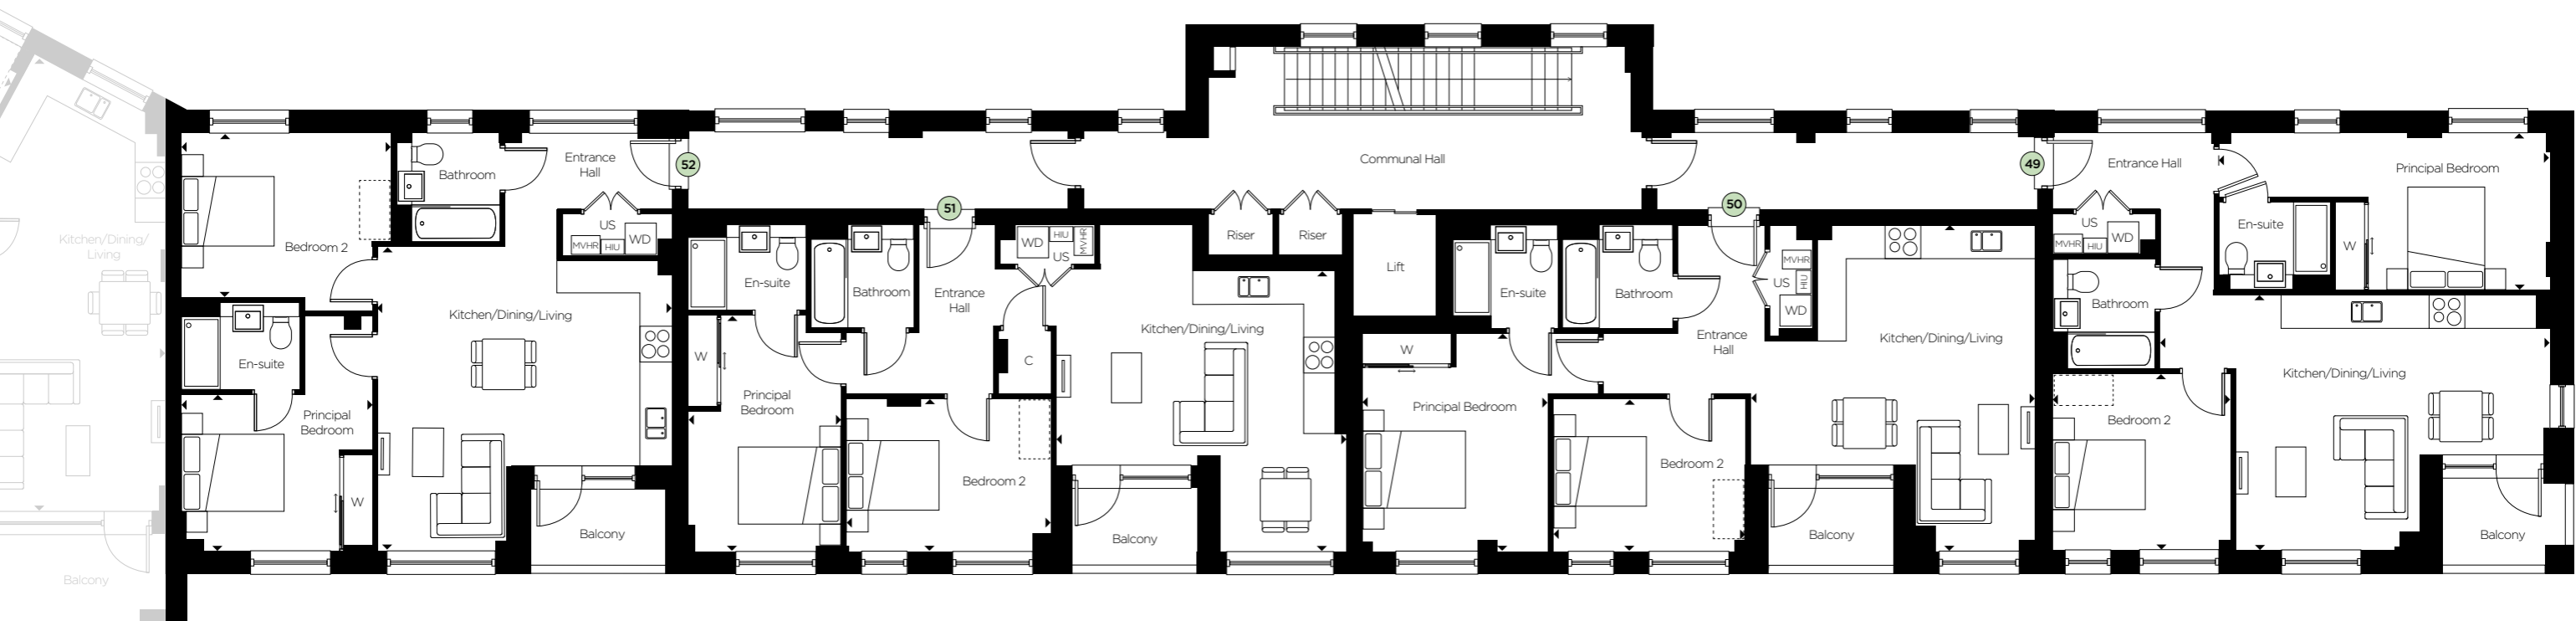 Kitchen/Dining/
Living
Balcony
Bedroom 2
Bathroom
Entrance
Hall
52
US
MVHR
HIU
WD
Kitchen/Dining/Living
En-suite
Principal
Bedroom
W
Balcony
51
En-suite
Bathroom
Entrance
Hall
WD
HIU
MVHR
US
W
Principal
Bedroom
C
Kitchen/Dining/Living
Bedroom 2
Balcony
Communal Hall
Riser
Riser
Lift
50
En-suite
Bathroom
Entrance
Hall
MVHR
US
HIU
WD
W
Principal Bedroom
Kitchen/Dining/Living
Bedroom 2
Balcony
49
Entrance Hall
Principal Bedroom
US
MVHR
HIU
WD
En-suite
W
Bathroom
Kitchen/Dining/Living
Bedroom 2
Balcony